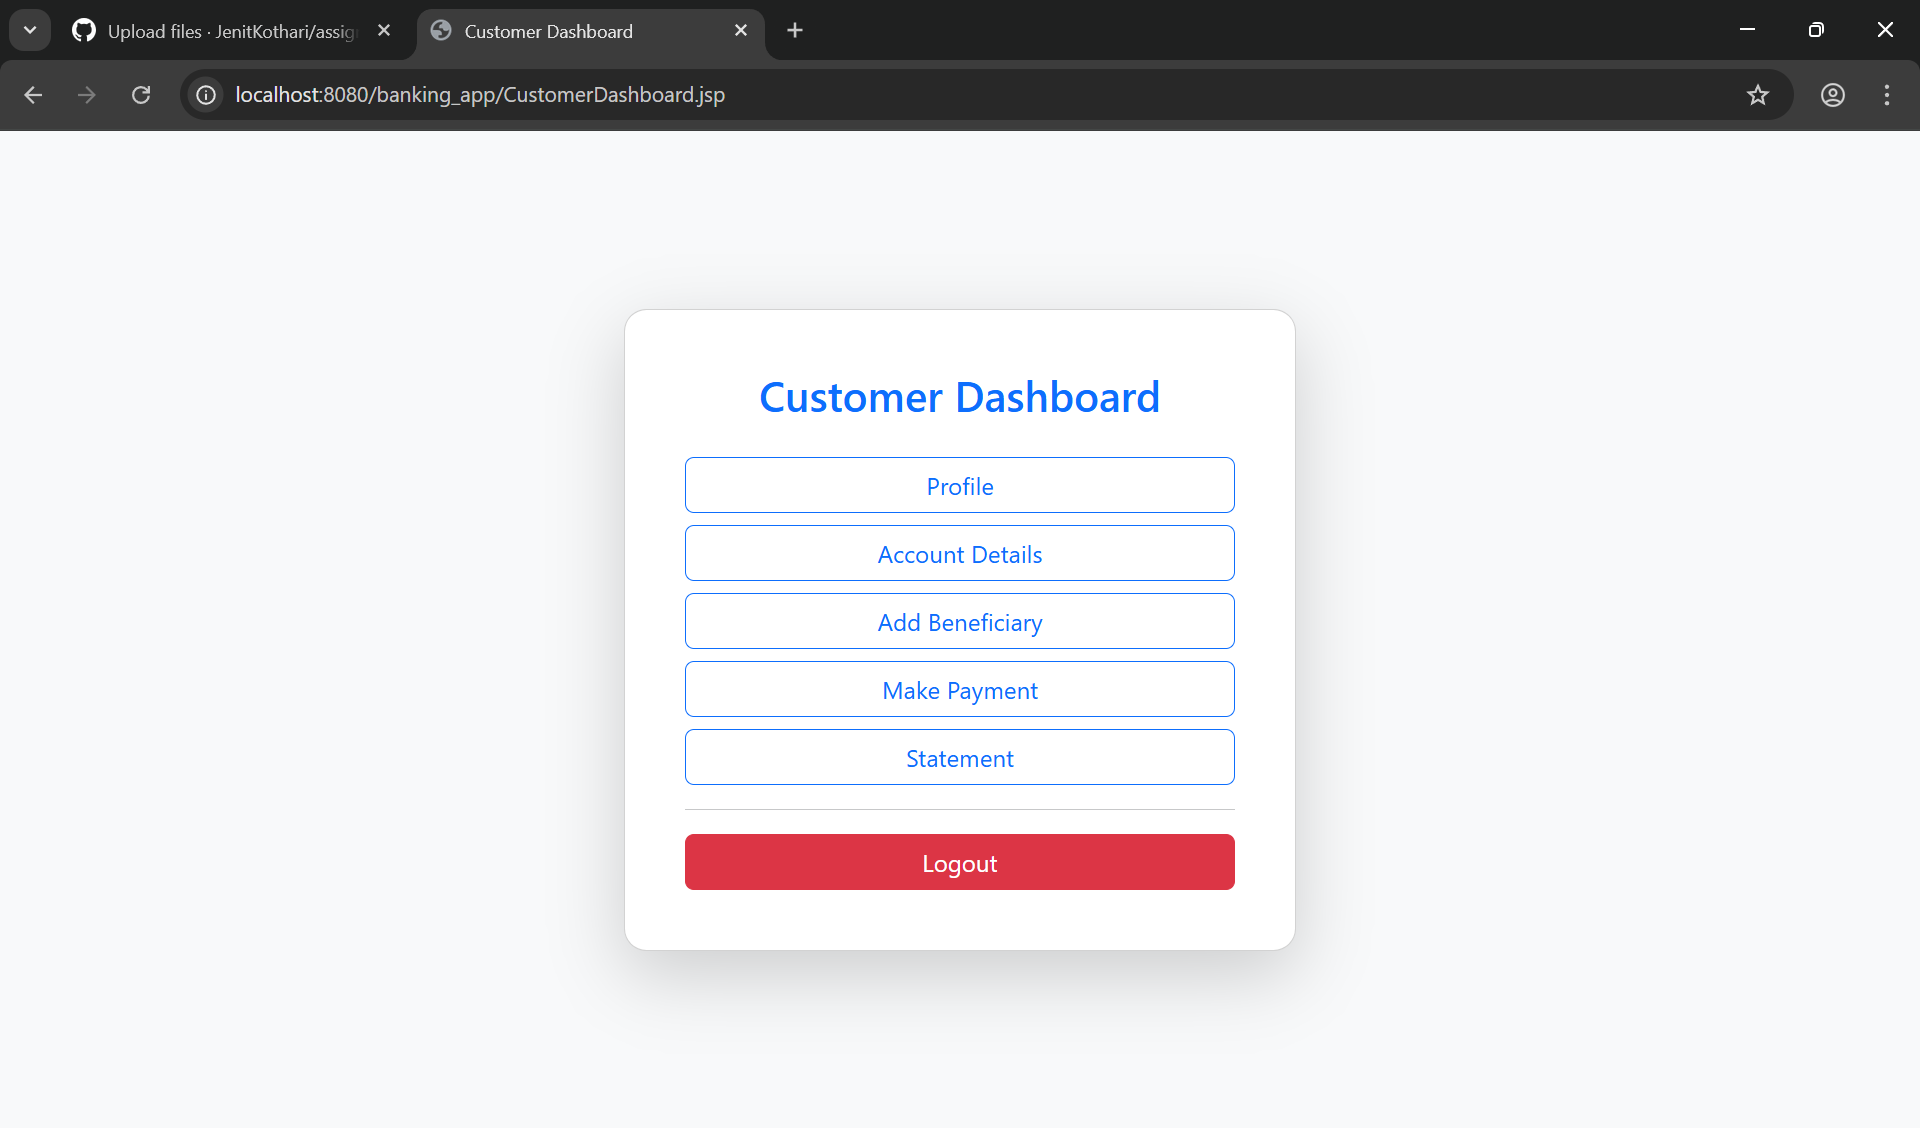 Upload files · JenitKothari/assig
Customer Dashboard
localhost:8080/banking_app/CustomerDashboard.jsp
Customer Dashboard
Profile
Account Details
Add Beneficiary
Make Payment
Statement
Logout